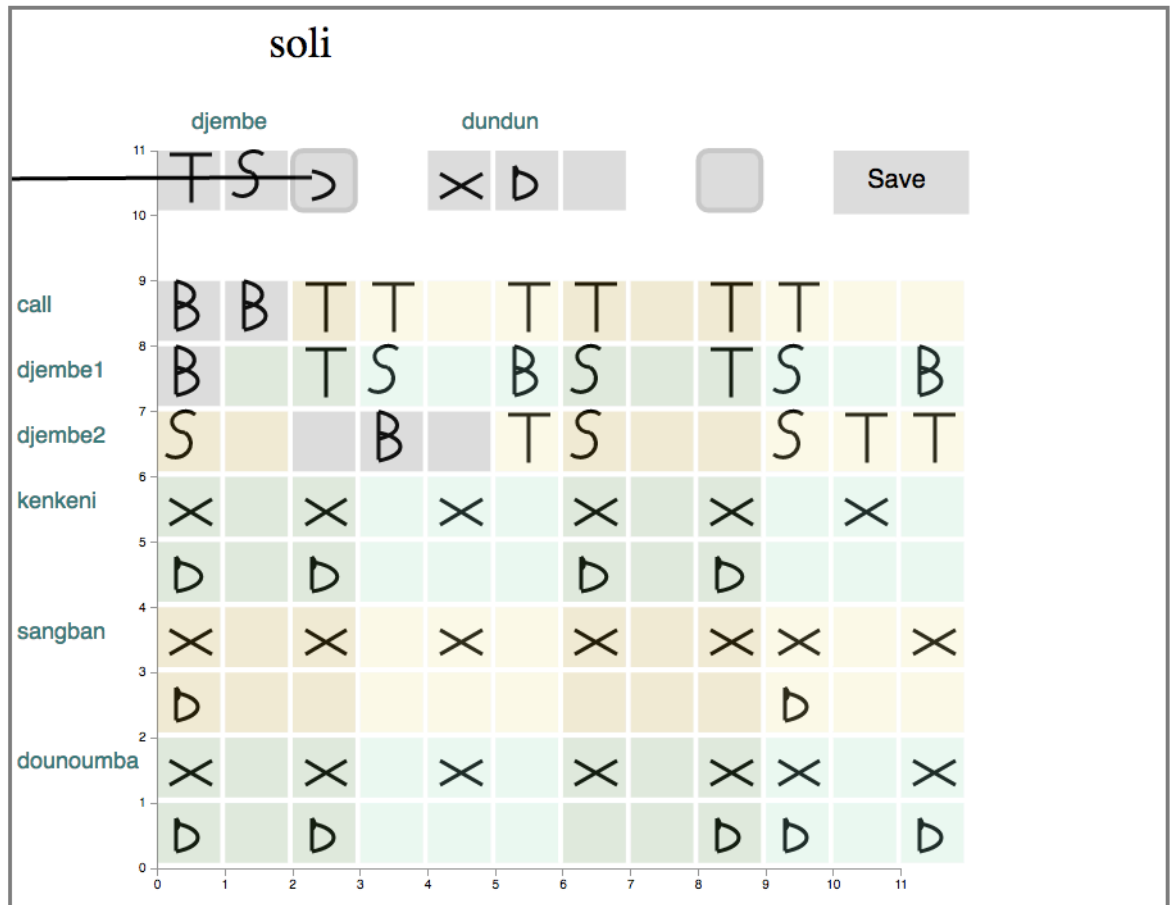 soli
djembe dundun
11 T S X D Save
10
9
call B B T T T T T T
8
djembe1 B T S B S T S B
7
djembe2 S B T S S T T
6
kenkeni X X X X X X
5
D D D D
4
sangban X X X X X X X
3
D D
2
dounoumba X X X X X X X
1
D D D D D
0
0 1 2 3 4 5 6 7 8 9 10 11